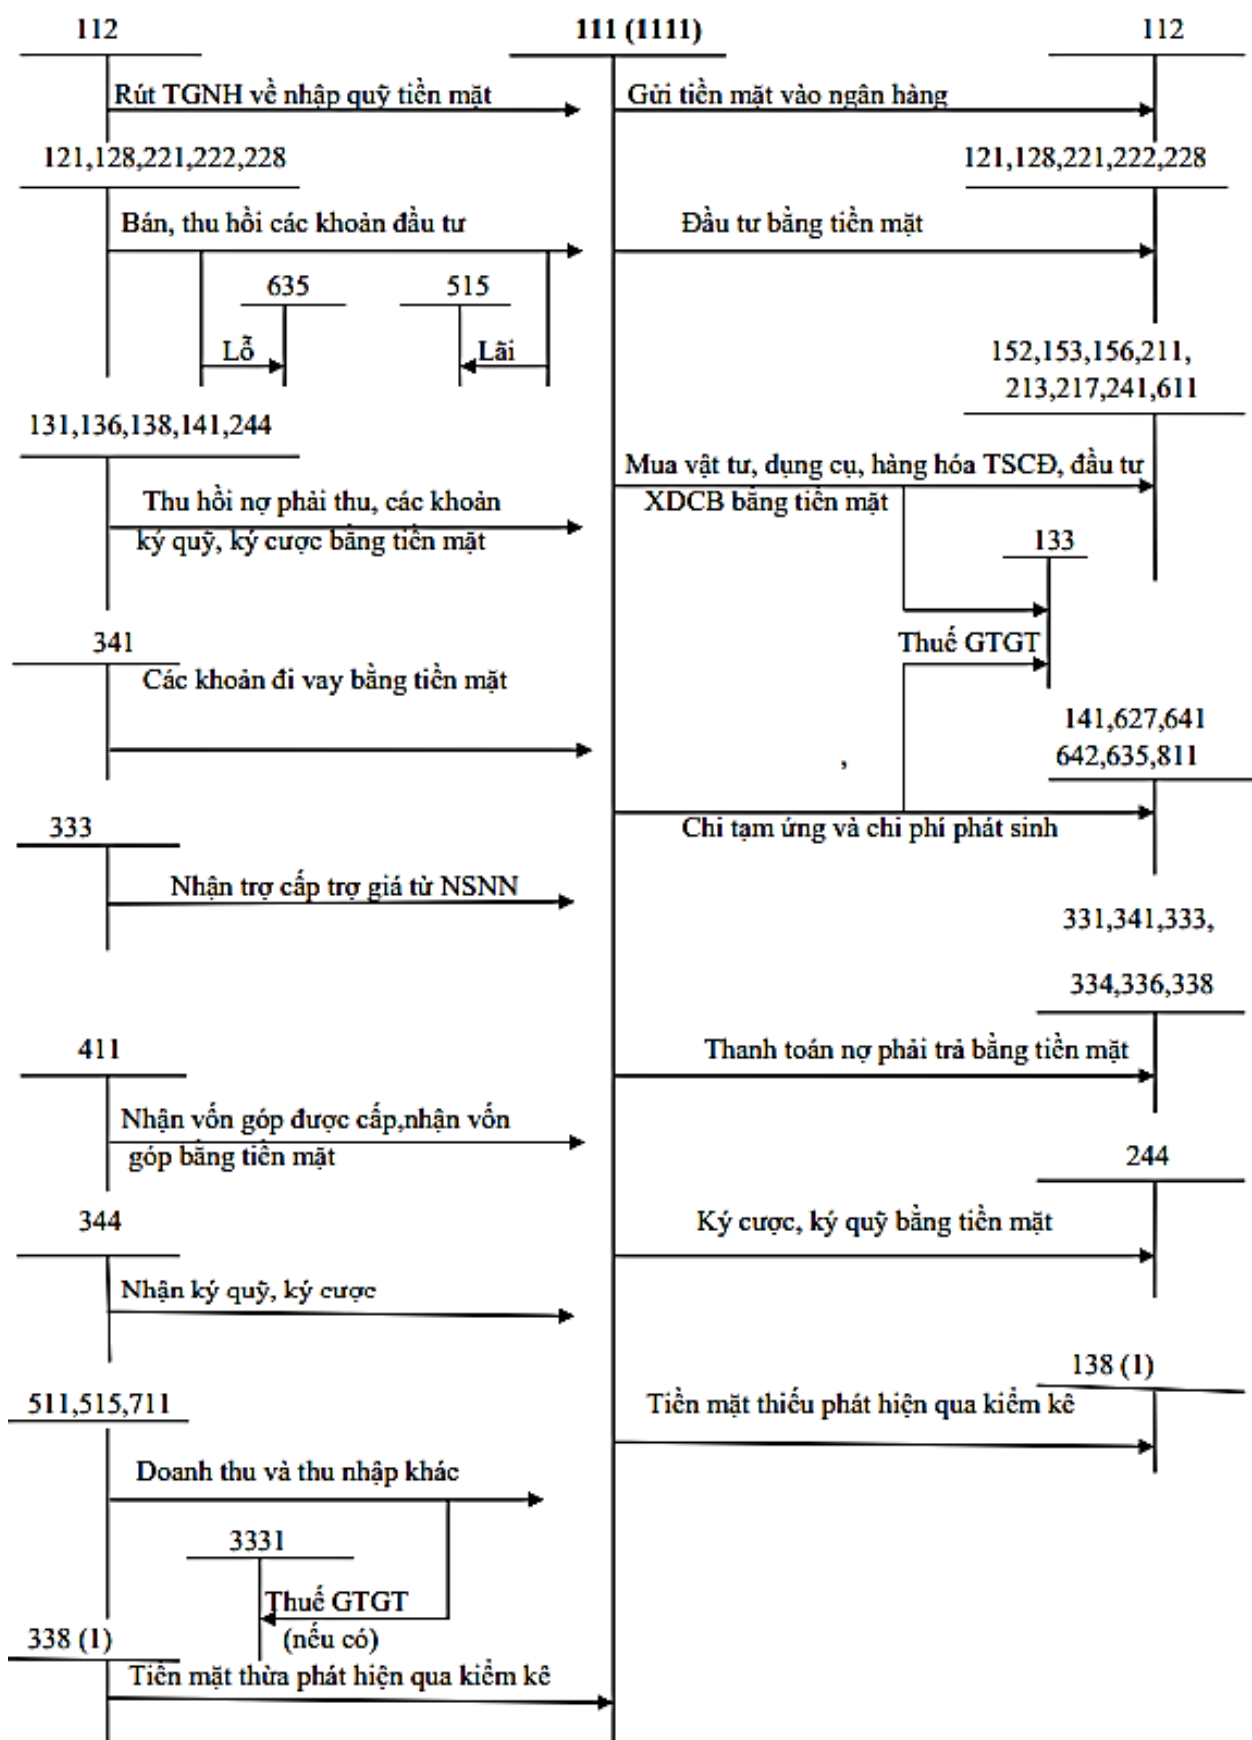 112
111 (1111)
112
Rút TGNH về nhập quỹ tiền mặt
Gửi tiền mặt vào ngân hàng
121,128,221,222,228
121,128,221,222,228
Bán, thu hồi các khoản đầu tư
Đầu tư bằng tiền mặt
635
515
Lỗ
Lãi
152,153,156,211,
213,217,241,611
131,136,138,141,244
Mua vật tư, dụng cụ, hàng hóa TSCĐ, đầu tư
XDCB bằng tiền mặt
Thu hồi nợ phải thu, các khoản
ký quỹ, ký cược bằng tiền mặt
133
Thuế GTGT
341
Các khoản đi vay bằng tiền mặt
141,627,641
642,635,811
,
Chi tạm ứng và chi phí phát sinh
333
Nhận trợ cấp trợ giá từ NSNN
331,341,333,
334,336,338
411
Thanh toán nợ phải trả bằng tiền mặt
Nhận vốn góp được cấp,nhận vốn
góp bằng tiền mặt
244
344
Ký cược, ký quỹ bằng tiền mặt
Nhận ký quỹ, ký cược
138 (1)
511,515,711
Tiền mặt thiếu phát hiện qua kiểm kê
Doanh thu và thu nhập khác
3331
Thuế GTGT
(nếu có)
338 (1)
Tiền mặt thừa phát hiện qua kiểm kê